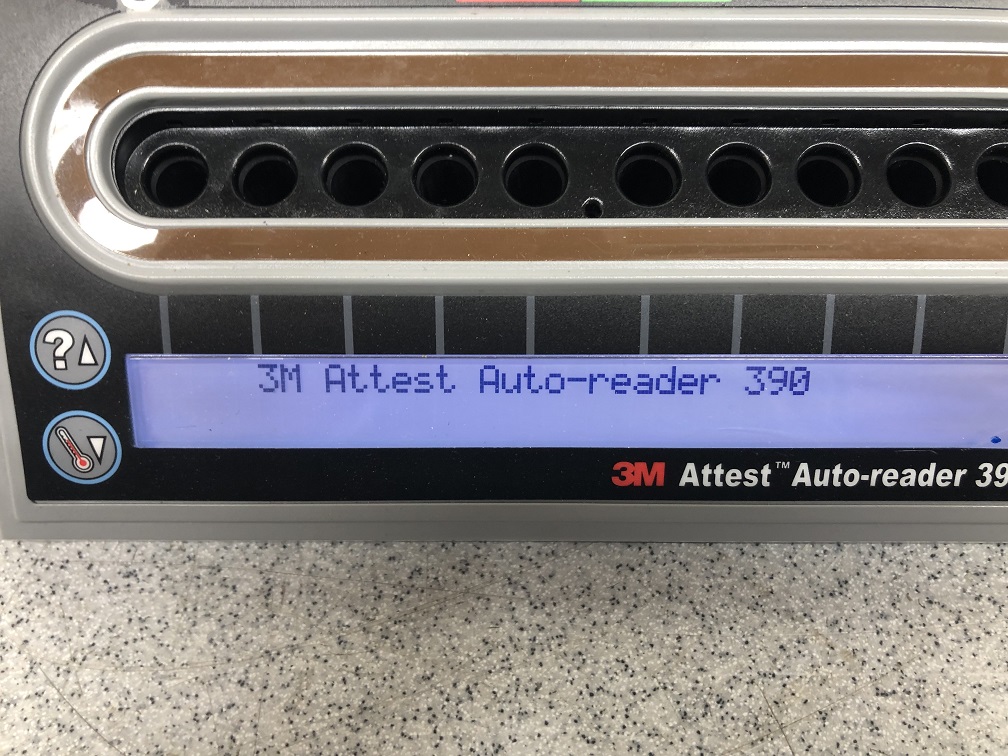 ?
3M Attest Auto-reader 390
3M Attest™ Auto-reader 39